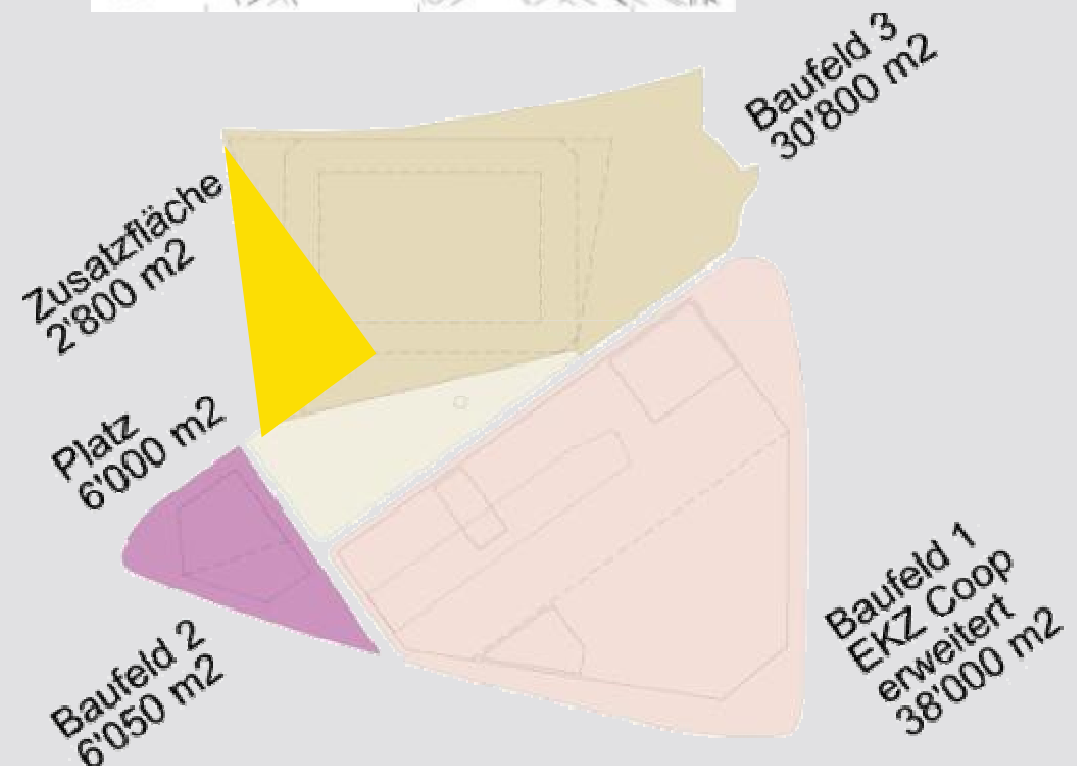 Baufeld 3
30'800 m2
Zusatzfläche
2'800 m2
Platz
6'000 m2
Baufeld 2
6'050 m2
Baufeld 1
EKZ Coop
erweitert
38'000 m2